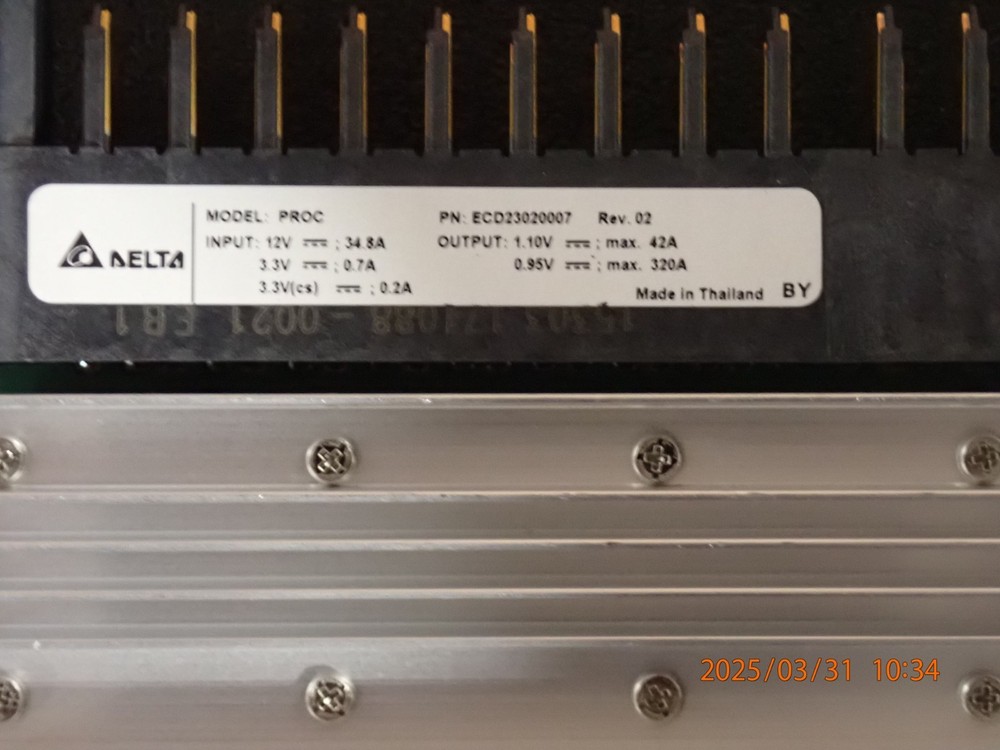 DELTA
MODEL: PROC PN: ECD23020007 Rev. 02
INPUT: 12V ⎓ ; 34.8A OUTPUT: 1.10V ⎓ ; max. 42A
3.3V ⎓ ; 0.7A 0.95V ⎓ ; max. 320A
3.3V(cs) ⎓ ; 0.2A
Made in Thailand BY
2025/03/31 10:34